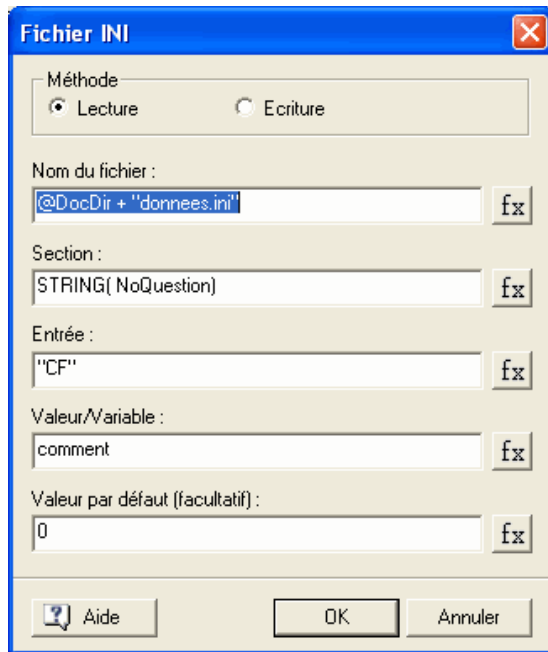 Fichier INI
Méthode
Lecture Ecriture
Nom du fichier :
@DocDir + "donnees.ini" fx
Section :
STRING( NoQuestion) fx
Entrée :
"CF" fx
Valeur/Variable :
comment fx
Valeur par défaut (facultatif) :
0 fx
Aide OK Annuler